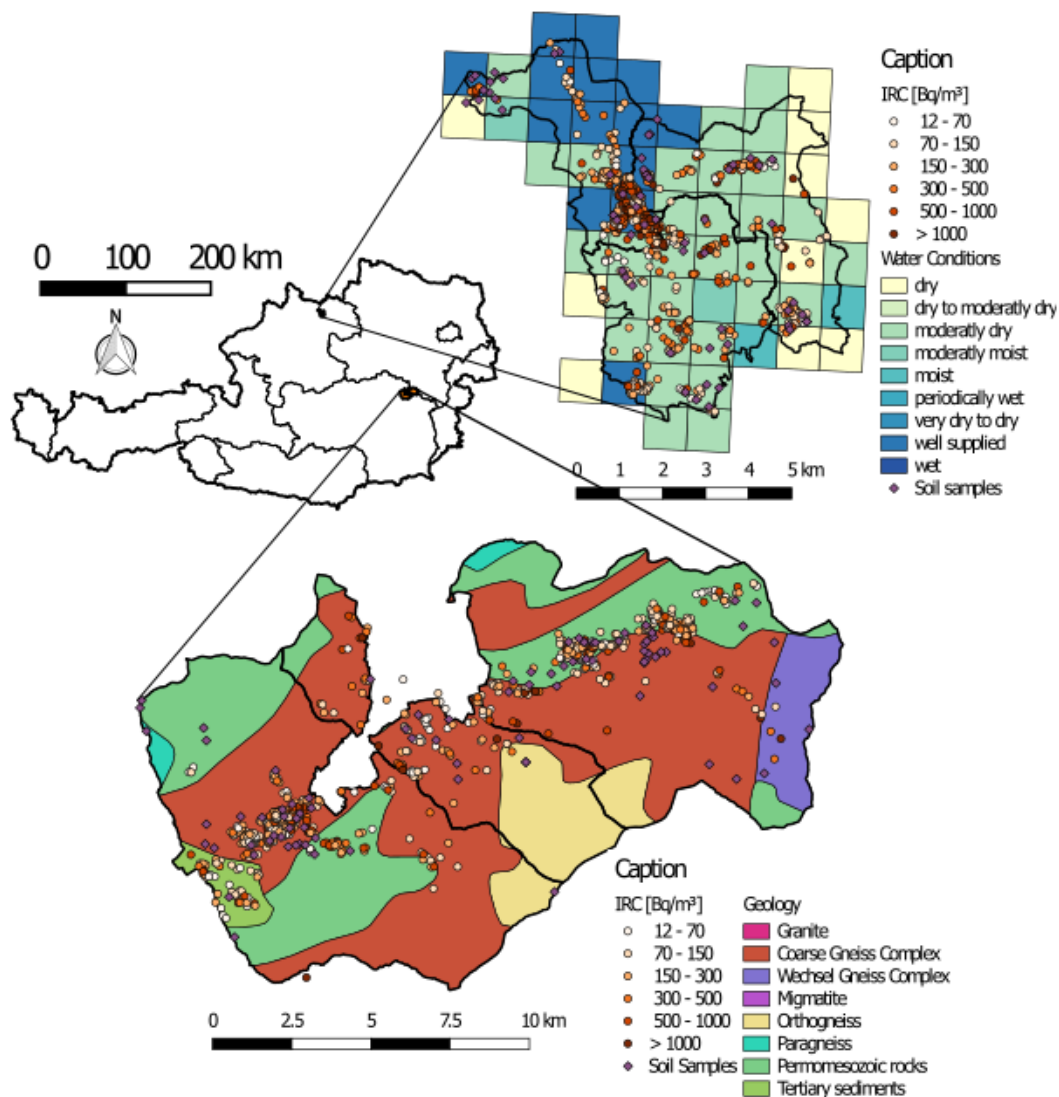 Caption
IRC [Bq/m³]
12 - 70
70 - 150
150 - 300
300 - 500
500 - 1000
> 1000
Water Conditions
dry
dry to moderatly dry
moderatly dry
moderatly moist
moist
periodically wet
very dry to dry
well supplied
wet
Soil samples
0 100 200 km
N
0 1 2 3 4 5 km
Caption
IRC [Bq/m³]
12 - 70
70 - 150
150 - 300
300 - 500
500 - 1000
> 1000
Soil Samples
Geology
Granite
Coarse Gneiss Complex
Wechsel Gneiss Complex
Migmatite
Orthogneiss
Paragneiss
Permomesozoic rocks
Tertiary sediments
0 2.5 5 7.5 10 km